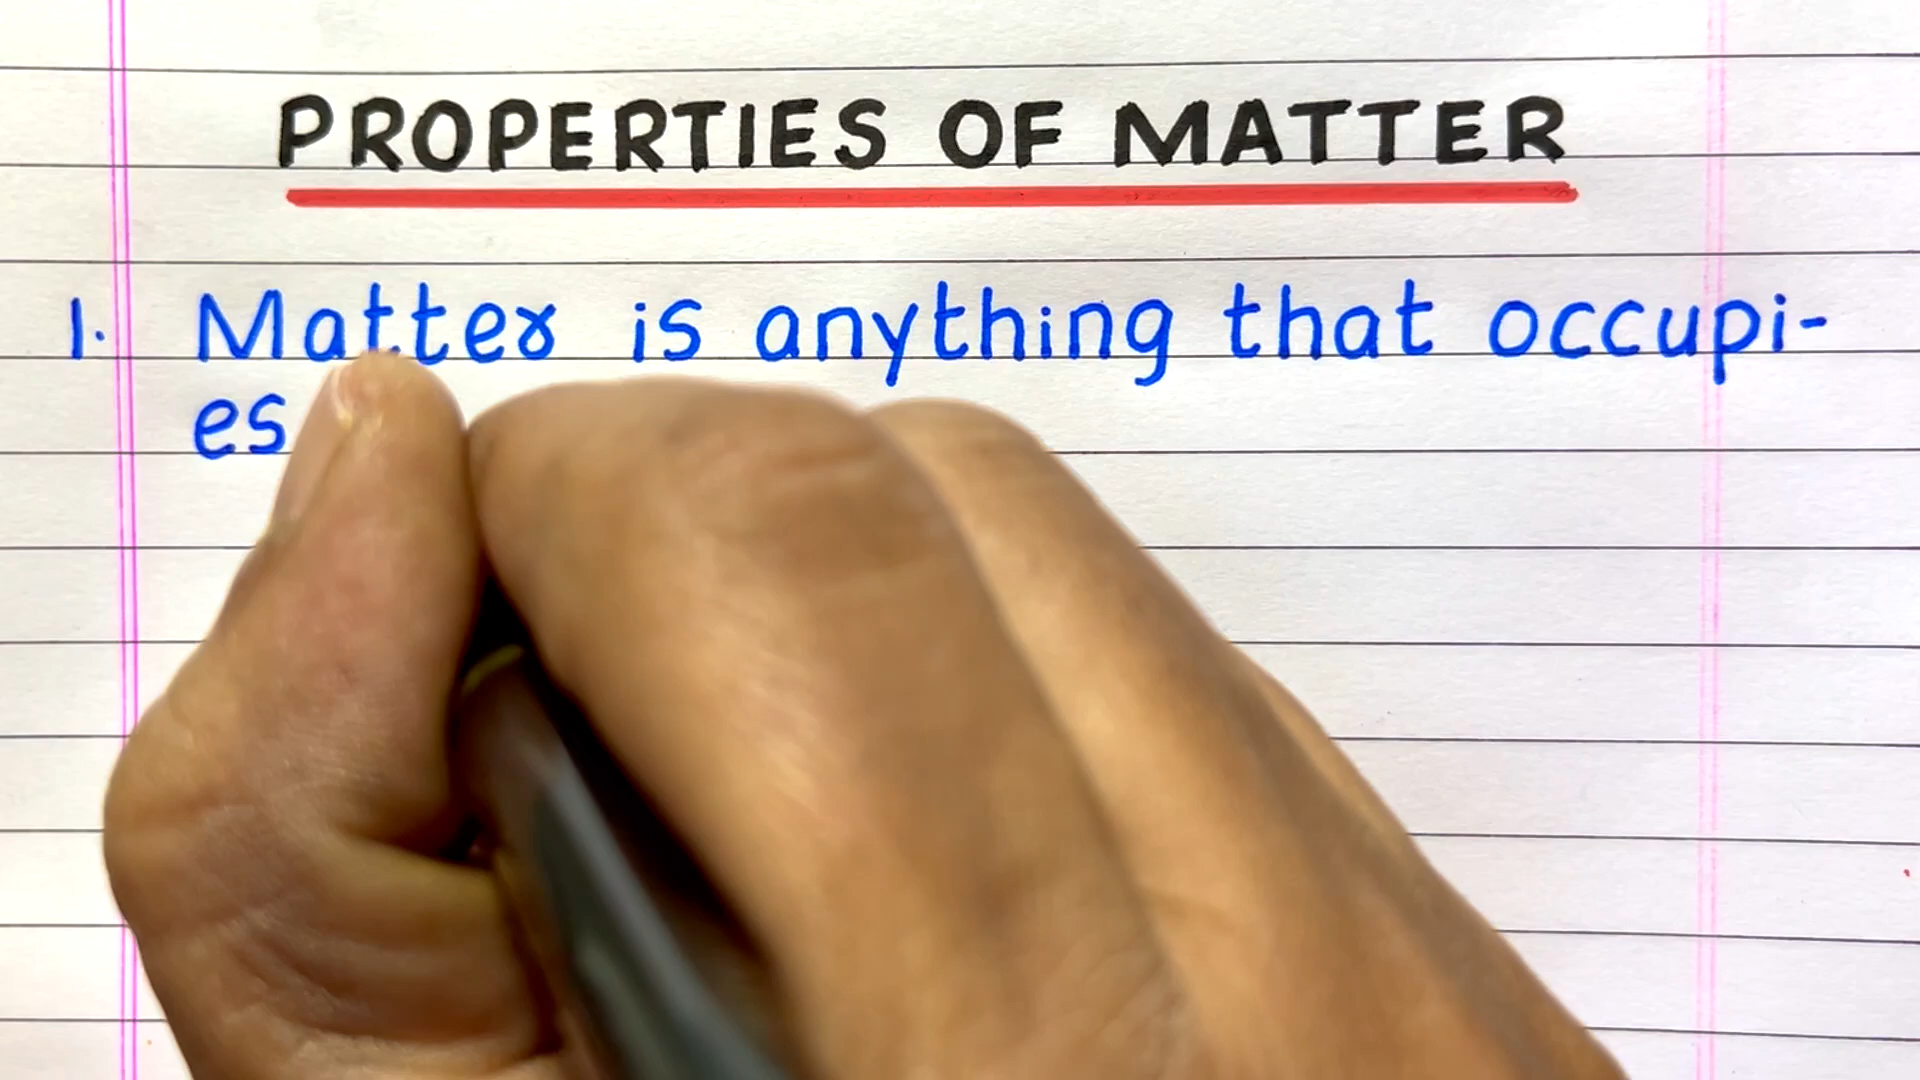 PROPERTIES OF MATTER
1. Matter is anything that occupi-
es